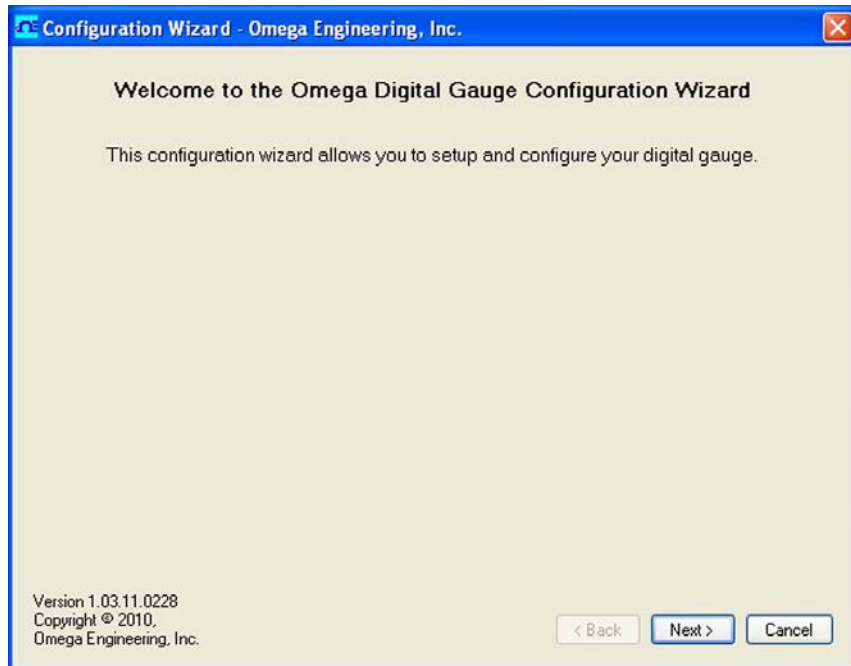 Configuration Wizard - Omega Engineering, Inc.
Welcome to the Omega Digital Gauge Configuration Wizard
This configuration wizard allows you to setup and configure your digital gauge.
Version 1.03.11.0228
Copyright © 2010,
Omega Engineering, Inc.
< Back Next > Cancel